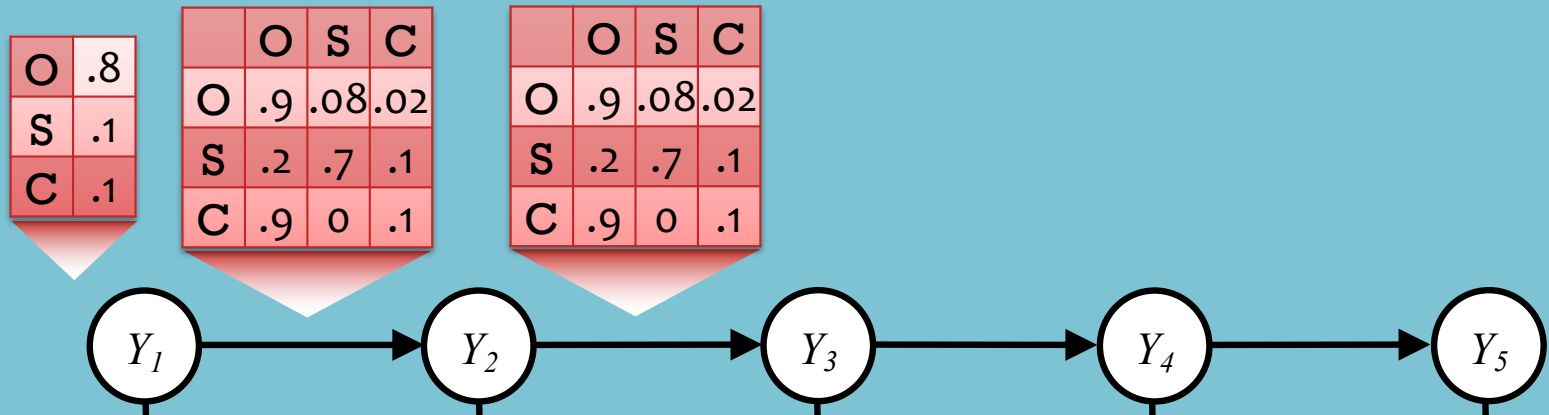 O .8
S .1
C .1
O S C
O .9 .08 .02
S .2 .7 .1
C .9 0 .1
O S C
O .9 .08 .02
S .2 .7 .1
C .9 0 .1
Y1 Y2 Y3 Y4 Y5